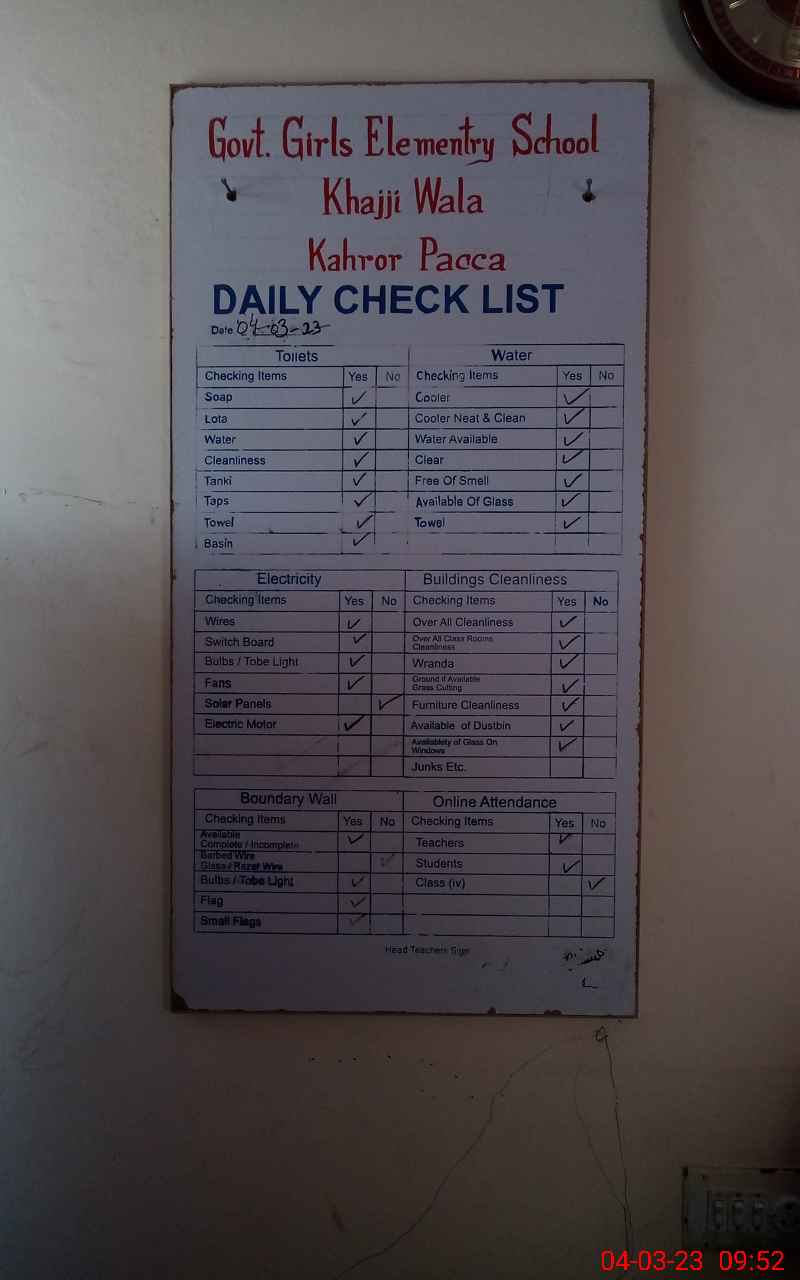 Govt. Girls Elementry School
Khajji Wala
Kahror Pacca
DAILY CHECK LIST
Date 04-03-23
Toilets Water
Checking Items Yes No Checking Items Yes No
Soap ✓ Cooler ✓
Lota ✓ Cooler Neat & Clean ✓
Water ✓ Water Available ✓
Cleanliness ✓ Clear ✓
Tanki ✓ Free Of Smell ✓
Taps ✓ Available Of Glass ✓
Towel ✓ Towel ✓
Basin ✓
Electricity Buildings Cleanliness
Checking Items Yes No Checking Items Yes No
Wires ✓ Over All Cleanliness ✓
Switch Board ✓ Over All Class Rooms Cleanliness ✓
Bulbs / Tobe Light ✓ Wranda ✓
Fans ✓ Ground if Available Grass Cutting ✓
Solar Panels ✓ Furniture Cleanliness ✓
Electric Motor ✓ Available of Dustbin ✓
Availablety of Glass On Windows ✓
Junks Etc.
Boundary Wall Online Attendance
Checking Items Yes No Checking Items Yes No
Available Complete / Incomplete ✓ Teachers ✓
Barbed Wire Glass / Razer Wire ✓ Students ✓
Bulbs / Tobe Light ✓ Class (iv) ✓
Flag ✓
Small Flags ✓
Head Teachers Sign
04-03-23 09:52